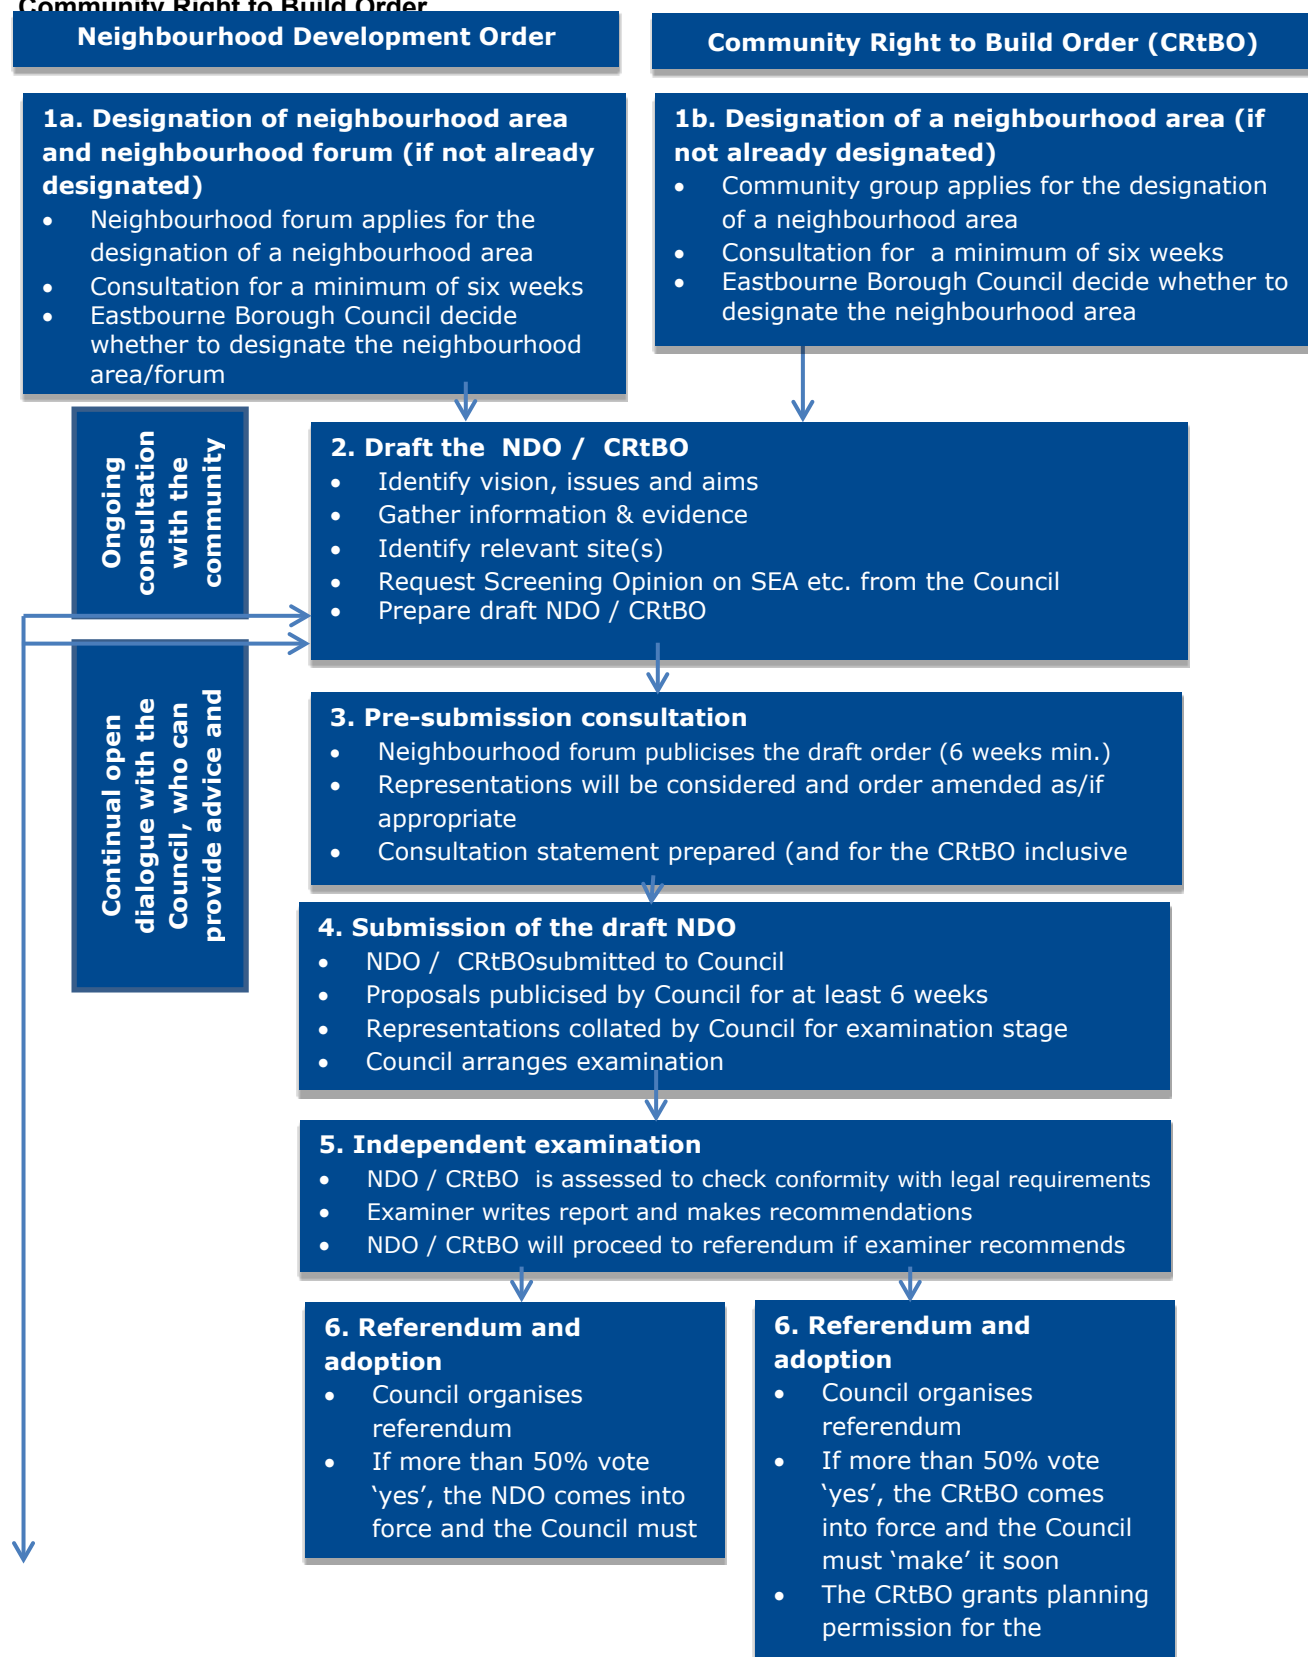 Community Right to Build Order
Neighbourhood Development Order
Community Right to Build Order (CRtBO)
1a. Designation of neighbourhood area
and neighbourhood forum (if not already
designated)
• Neighbourhood forum applies for the
designation of a neighbourhood area
• Consultation for a minimum of six weeks
• Eastbourne Borough Council decide
whether to designate the neighbourhood
area/forum
1b. Designation of a neighbourhood area (if
not already designated)
• Community group applies for the designation
of a neighbourhood area
• Consultation for a minimum of six weeks
• Eastbourne Borough Council decide whether to
designate the neighbourhood area
Ongoing
consultation
with the
community
2. Draft the NDO / CRtBO
• Identify vision, issues and aims
• Gather information & evidence
• Identify relevant site(s)
• Request Screening Opinion on SEA etc. from the Council
• Prepare draft NDO / CRtBO
Continual open
dialogue with the
Council, who can
provide advice and
3. Pre-submission consultation
• Neighbourhood forum publicises the draft order (6 weeks min.)
• Representations will be considered and order amended as/if
appropriate
• Consultation statement prepared (and for the CRtBO inclusive
4. Submission of the draft NDO
• NDO / CRtBOsubmitted to Council
• Proposals publicised by Council for at least 6 weeks
• Representations collated by Council for examination stage
• Council arranges examination
5. Independent examination
• NDO / CRtBO is assessed to check conformity with legal requirements
• Examiner writes report and makes recommendations
• NDO / CRtBO will proceed to referendum if examiner recommends
6. Referendum and
adoption
• Council organises
referendum
• If more than 50% vote
‘yes’, the NDO comes into
force and the Council must
6. Referendum and
adoption
• Council organises
referendum
• If more than 50% vote
‘yes’, the CRtBO comes
into force and the Council
must ‘make’ it soon
• The CRtBO grants planning
permission for the